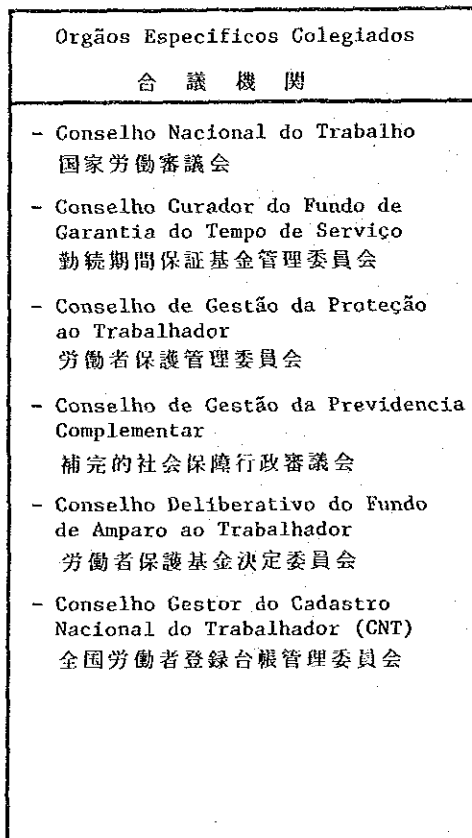 Orgãos Especificos Colegiados
合議機関
- Conselho Nacional do Trabalho
国家労働審議会
- Conselho Curador do Fundo de
Garantia do Tempo de Serviço
勤続期間保証基金管理委員会
- Conselho de Gestão da Proteção
ao Trabalhador
労働者保護管理委員会
- Conselho de Gestão da Previdencia
Complementar
補完的社会保障行政審議会
- Conselho Deliberativo do Fundo
de Amparo ao Trabalhador
労働者保護基金決定委員会
- Conselho Gestor do Cadastro
Nacional do Trabalhador (CNT)
全国労働者登録台帳管理委員会